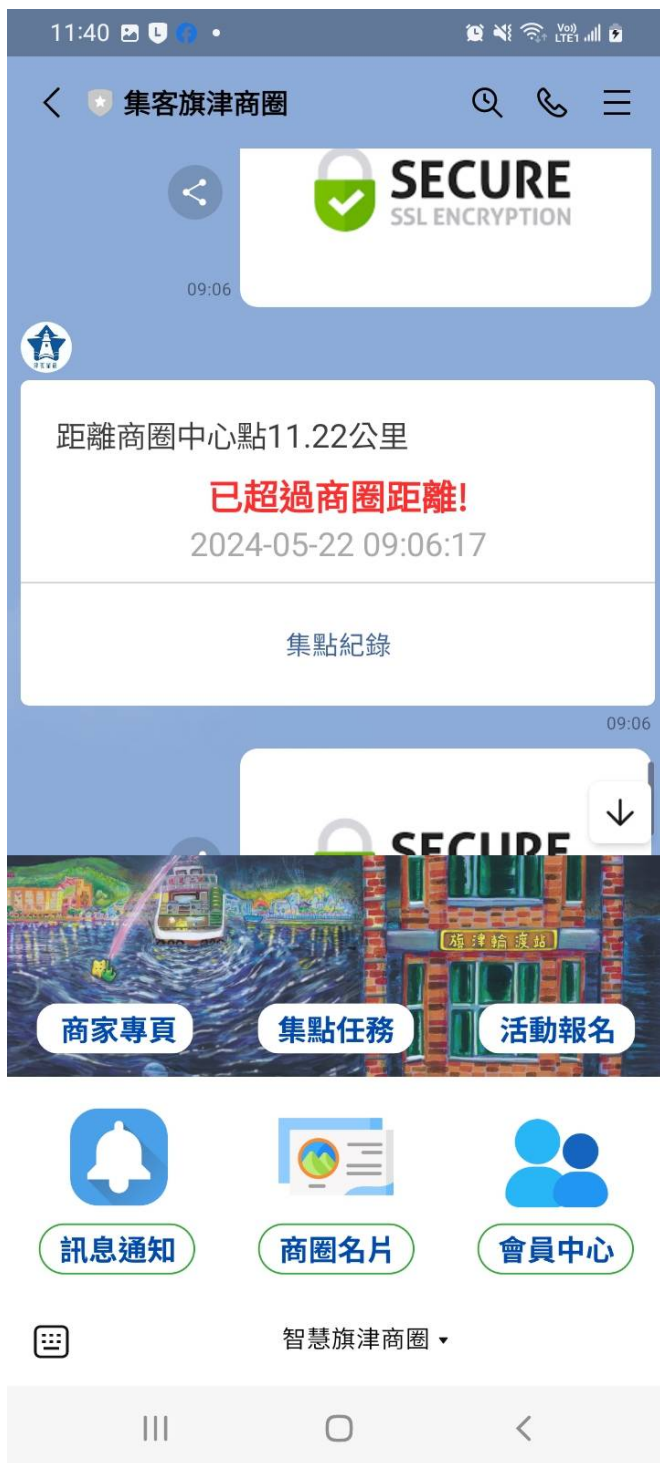 11:40
Vo))
LTE1
集客旗津商圈
SECURE
SSL ENCRYPTION
09:06
距離商圈中心點11.22公里
已超過商圈距離!
2024-05-22 09:06:17
集點紀錄
09:06
SECURE
旗津輪渡站
商家專頁
集點任務
活動報名
訊息通知
商圈名片
會員中心
智慧旗津商圈